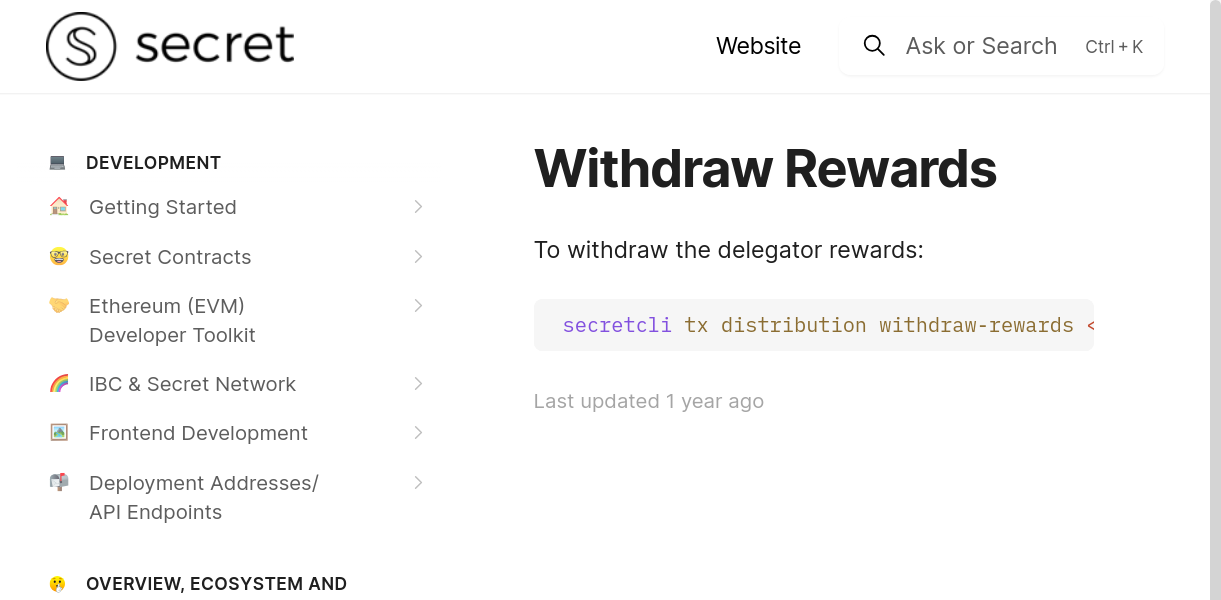 secret
Website
Ask or Search Ctrl + K
DEVELOPMENT
Getting Started
Secret Contracts
Ethereum (EVM)
Developer Toolkit
IBC & Secret Network
Frontend Development
Deployment Addresses/
API Endpoints
OVERVIEW, ECOSYSTEM AND
Withdraw Rewards
To withdraw the delegator rewards:
secretcli tx distribution withdraw-rewards <
Last updated 1 year ago